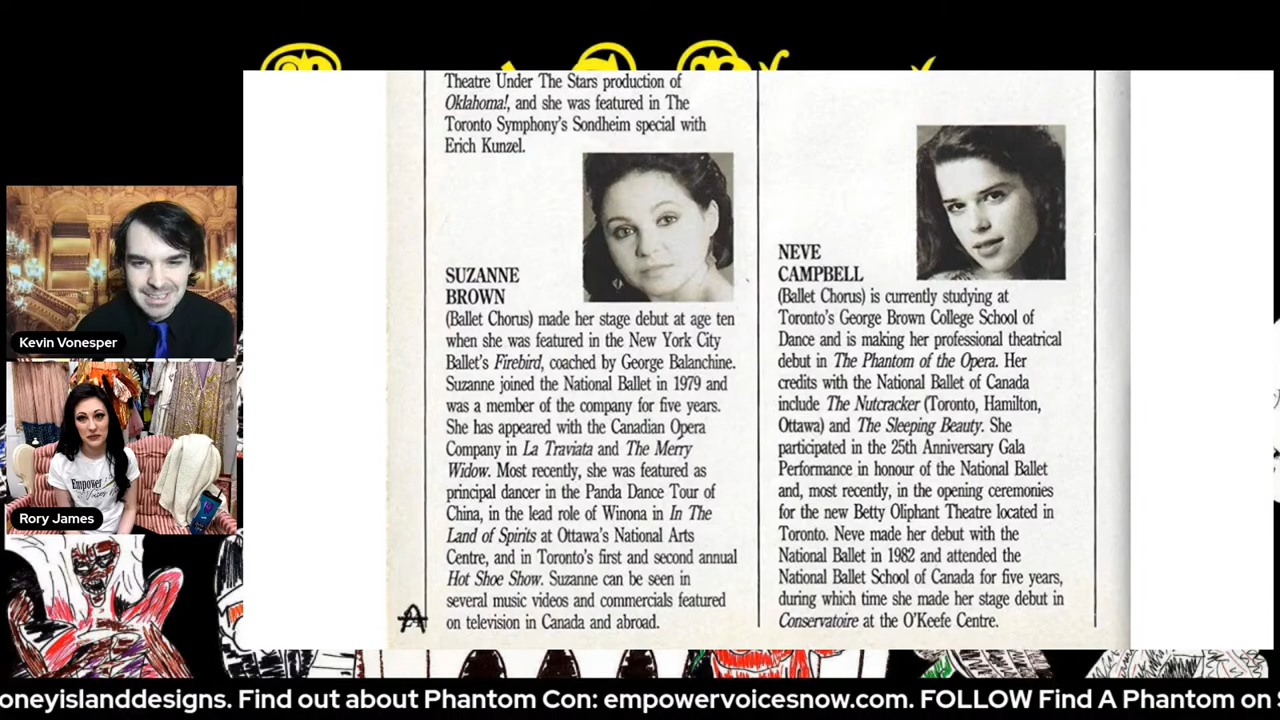 Theatre Under The Stars production of
Oklahoma!, and she was featured in The
Toronto Symphony's Sondheim special with
Erich Kunzel.
SUZANNE
BROWN
(Ballet Chorus) made her stage debut at age ten
when she was featured in the New York City
Ballet's Firebird, coached by George Balanchine.
Suzanne joined the National Ballet in 1979 and
was a member of the company for five years.
She has appeared with the Canadian Opera
Company in La Traviata and The Merry
Widow. Most recently, she was featured as
principal dancer in the Panda Dance Tour of
China, in the lead role of Winona in In The
Land of Spirits at Ottawa's National Arts
Centre, and in Toronto's first and second annual
Hot Shoe Show. Suzanne can be seen in
several music videos and commercials featured
on television in Canada and abroad.
NEVE
CAMPBELL
(Ballet Chorus) is currently studying at
Toronto's George Brown College School of
Dance and is making her professional theatrical
debut in The Phantom of the Opera. Her
credits with the National Ballet of Canada
include The Nutcracker (Toronto, Hamilton,
Ottawa) and The Sleeping Beauty. She
participated in the 25th Anniversary Gala
Performance in honour of the National Ballet
and, most recently, in the opening ceremonies
for the new Betty Oliphant Theatre located in
Toronto. Neve made her debut with the
National Ballet in 1982 and attended the
National Ballet School of Canada for five years,
during which time she made her stage debut in
Conservatoire at the O'Keefe Centre.
Kevin Vonesper
Empower
Rory James
oneyislanddesigns. Find out about Phantom Con: empowervoicesnow.com. FOLLOW Find A Phantom on S